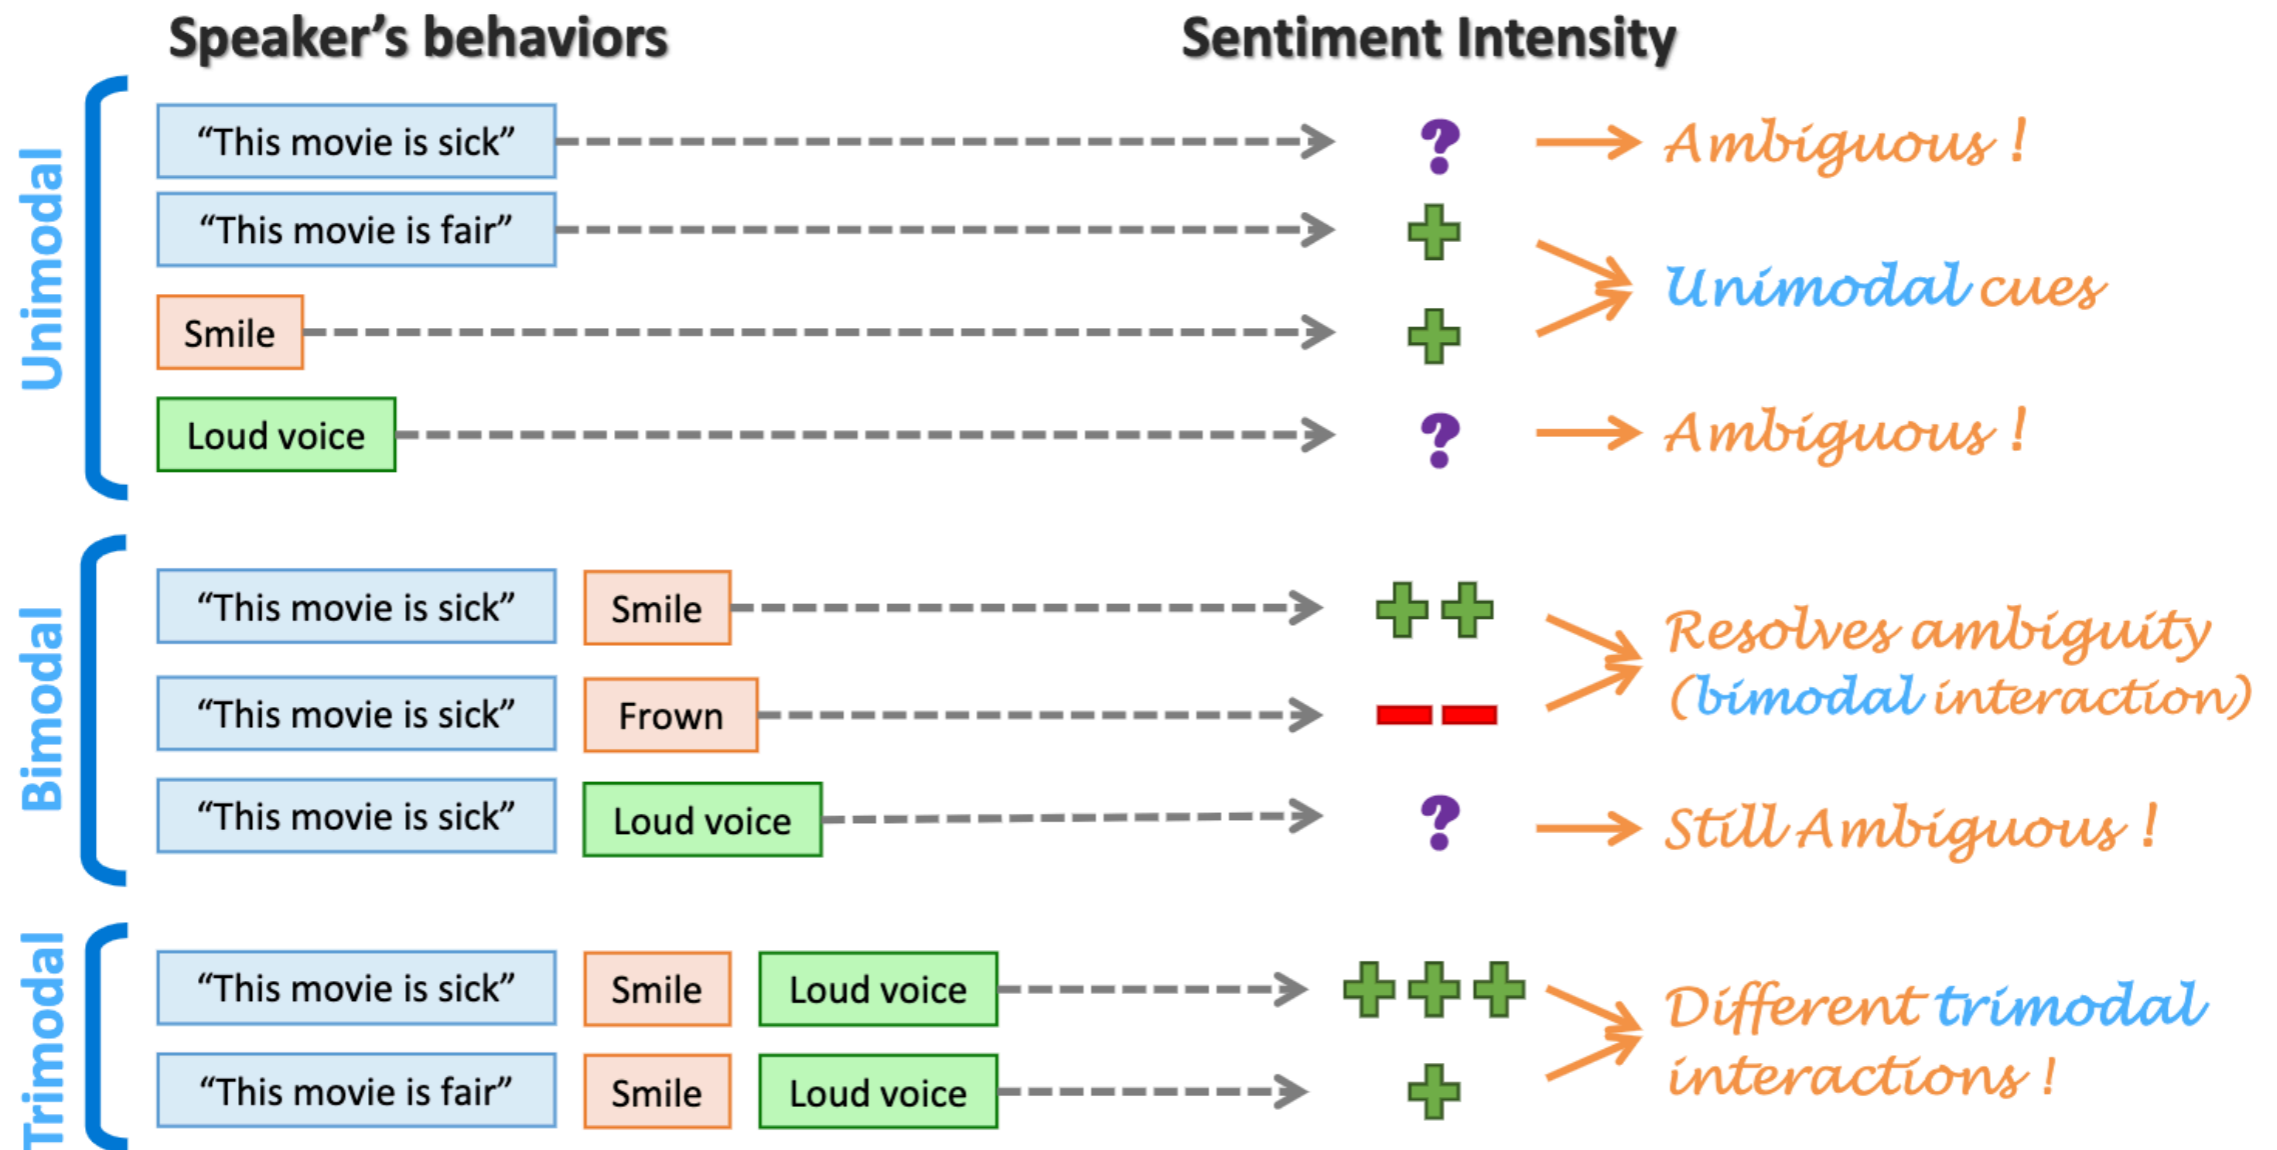 Speaker’s behaviors
Sentiment Intensity
Unimodal
“This movie is sick”
?
Ambiguous !
“This movie is fair”
Unimodal cues
Smile
Loud voice
?
Ambiguous !
Bimodal
“This movie is sick”
Smile
Resolves ambiguity
(bimodal interaction)
“This movie is sick”
Frown
“This movie is sick”
Loud voice
?
Still Ambiguous !
Trimodal
“This movie is sick”
Smile
Loud voice
Different trimodal
interactions !
“This movie is fair”
Smile
Loud voice